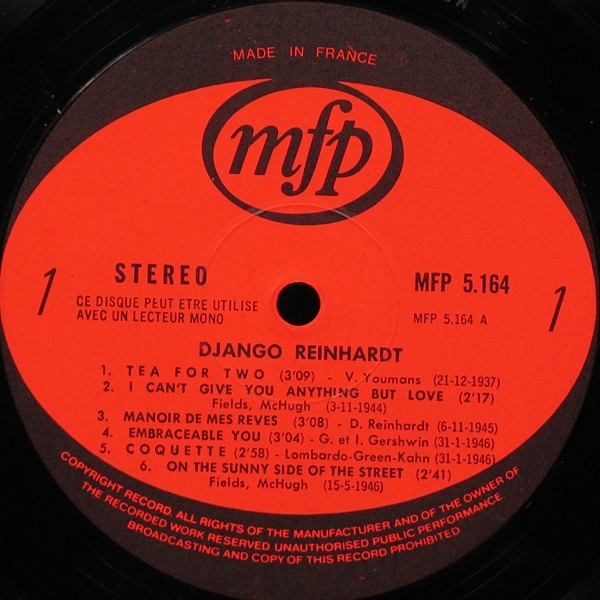 MADE IN FRANCE
mfp
STEREO
MFP 5.164
1
CE DISQUE PEUT ETRE UTILISE
AVEC UN LECTEUR MONO
MFP 5.164 A
1
DJANGO REINHARDT
1. TEA FOR TWO (3'09) - V. Youmans (21-12-1937)
2. I CAN'T GIVE YOU ANYTHING BUT LOVE (2'17)
Fields, McHugh (3-11-1944)
3. MANOIR DE MES REVES (3'08) - D. Reinhardt (6-11-1945)
4. EMBRACEABLE YOU (3'04) - G. et I. Gershwin (31-1-1946)
5. COQUETTE (2'58) - Lombardo-Green-Kahn (31-1-1946)
6. ON THE SUNNY SIDE OF THE STREET (2'41)
Fields, McHugh (15-5-1946)
COPYRIGHT RECORD. ALL RIGHTS OF THE MANUFACTURER AND OF THE OWNER OF
THE RECORDED WORK RESERVED UNAUTHORISED PUBLIC PERFORMANCE
BROADCASTING AND COPY OF THIS RECORD PROHIBITED